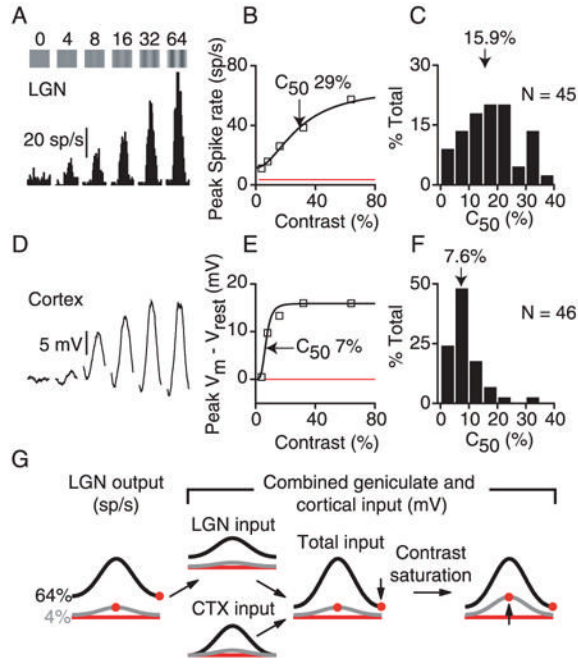 A
0 4 8 16 32 64
LGN
20 sp/s
B
Peak Spike rate (sp/s)
80
40
0
C50 29%
0 40 80
Contrast (%)
C
15.9%
N = 45
% Total
30
15
0
0 10 20 30 40
C50 (%)
D
Cortex
5 mV
E
Peak Vm - Vrest (mV)
20
10
0
C50 7%
0 40 80
Contrast (%)
F
7.6%
N = 46
% Total
50
25
0
0 10 20 30 40
C50 (%)
G
LGN output
(sp/s)
Combined geniculate and
cortical input (mV)
LGN input
CTX input
Total input
Contrast
saturation
64%
4%